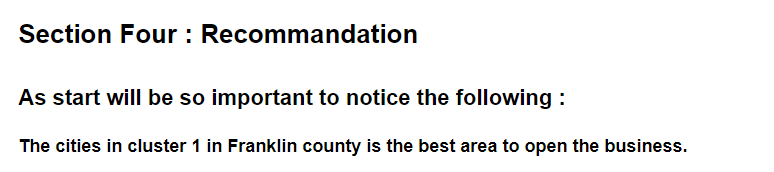 Section Four : Recommandation
As start will be so important to notice the following :
The cities in cluster 1 in Franklin county is the best area to open the business.